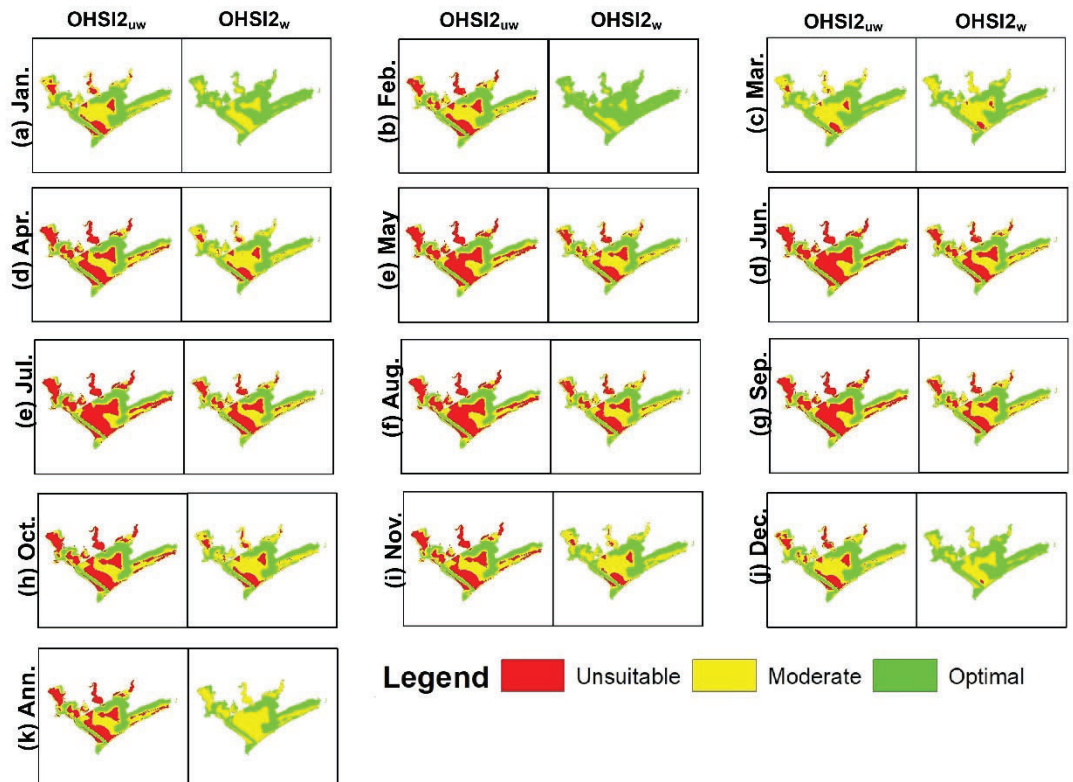 OHSI2uw OHSI2w OHSI2uw OHSI2w OHSI2uw OHSI2w
(a) Jan.
(b) Feb.
(c) Mar.
(d) Apr.
(e) May
(d) Jun.
(e) Jul.
(f) Aug.
(g) Sep.
(h) Oct.
(i) Nov.
(j) Dec.
(k) Ann.
Legend Unsuitable Moderate Optimal